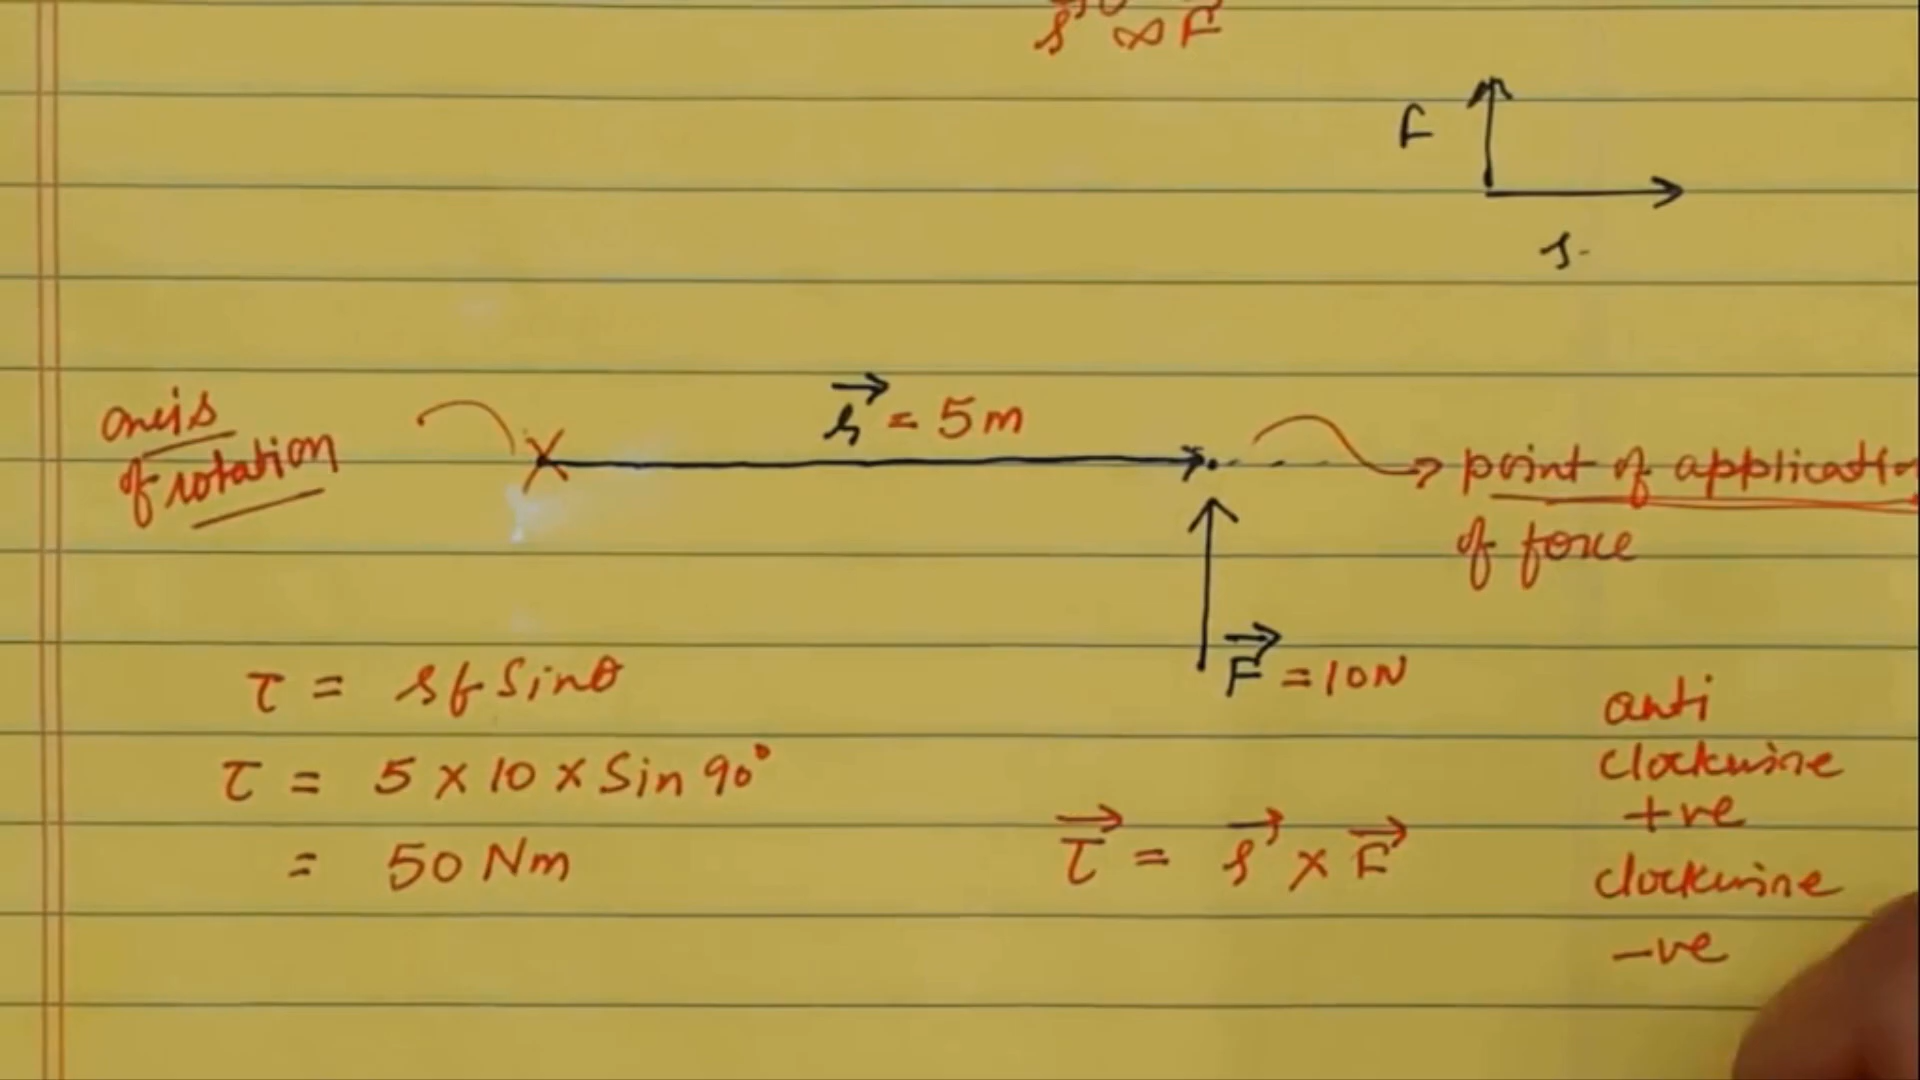 r ∞ F
F
r
r = 5m
axis
of rotation
point of applicatio
of force
F = 10N
τ = rf Sinθ
τ = 5 × 10 × Sin 90°
= 50 Nm
τ = r × F
anti
clockwise
+ve
clockwise
-ve